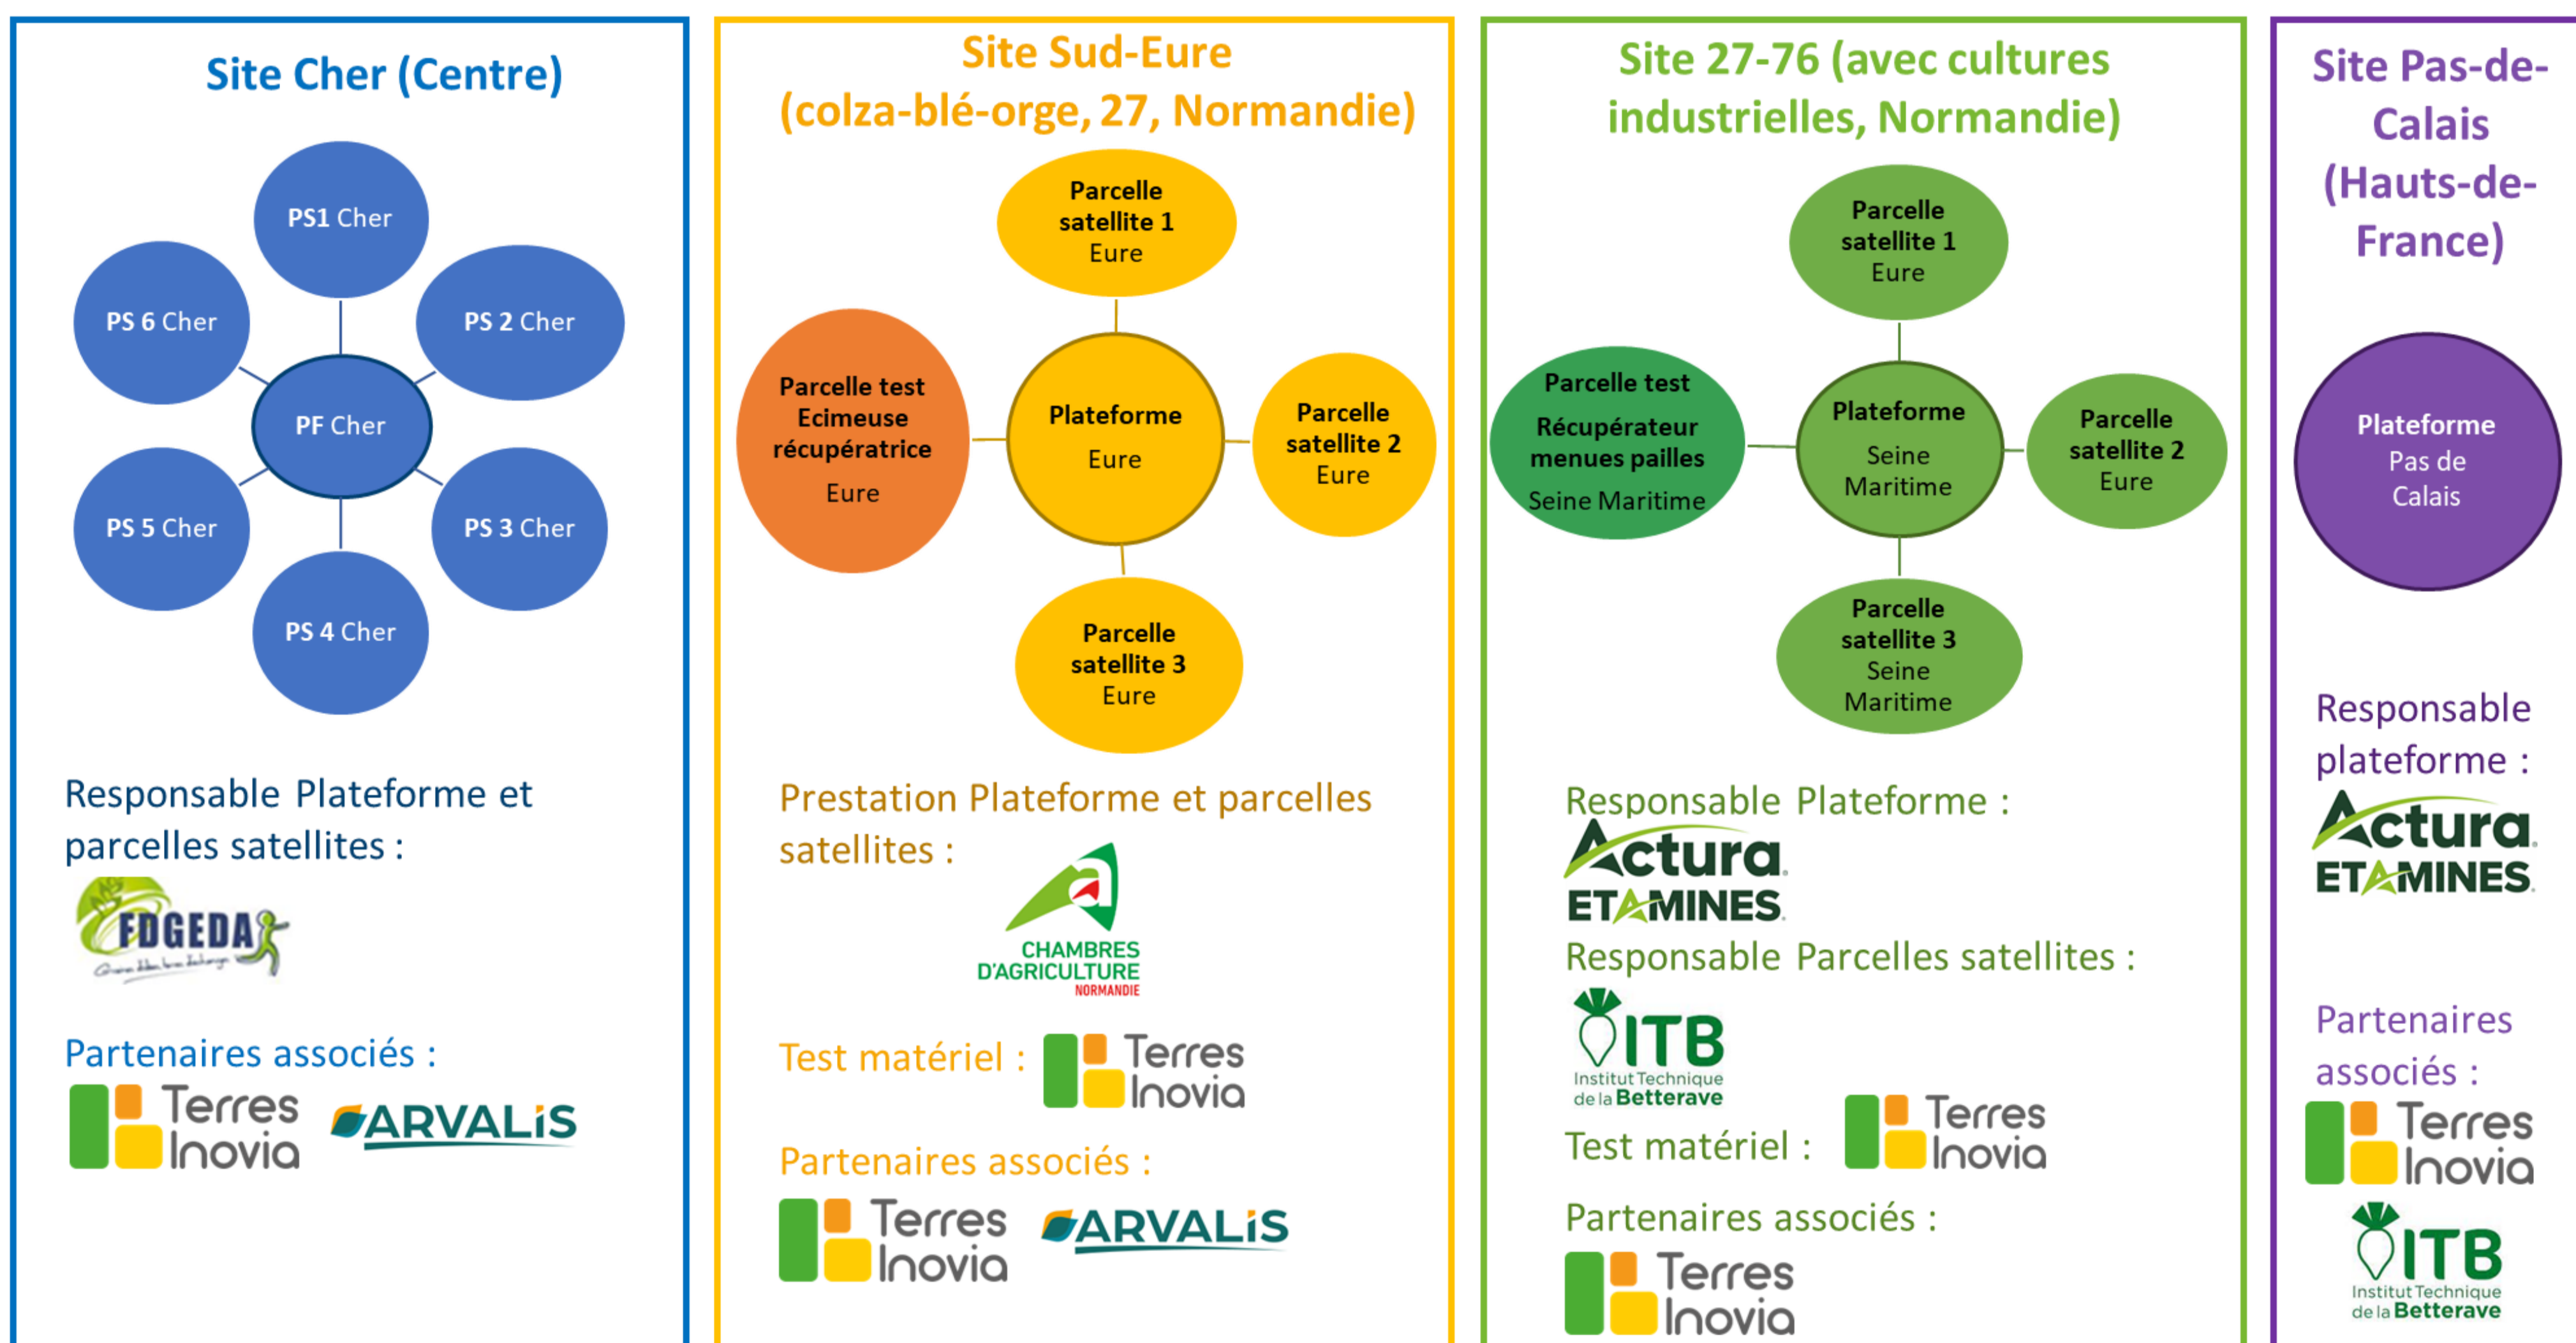 Site Cher (Centre)
PS1 Cher
PS 6 Cher
PS 2 Cher
PF Cher
PS 5 Cher
PS 3 Cher
PS 4 Cher
Responsable Plateforme et
parcelles satellites :
FDGEDA
Partenaires associés :
Terres
Inovia
ARVALIS
Site Sud-Eure
(colza-blé-orge, 27, Normandie)
Parcelle
satellite 1
Eure
Parcelle test
Ecimeuse
récupératrice
Eure
Plateforme
Eure
Parcelle
satellite 2
Eure
Parcelle
satellite 3
Eure
Prestation Plateforme et parcelles
satellites :
CHAMBRES
D'AGRICULTURE
NORMANDIE
Test matériel :
Terres
Inovia
Partenaires associés :
Terres
Inovia
ARVALIS
Site 27-76 (avec cultures
industrielles, Normandie)
Parcelle
satellite 1
Eure
Parcelle test
Récupérateur
menues pailles
Seine Maritime
Plateforme
Seine
Maritime
Parcelle
satellite 2
Eure
Parcelle
satellite 3
Seine
Maritime
Responsable Plateforme :
Actura
ETAMINES
Responsable Parcelles satellites :
ITB
Institut Technique
de la Betterave
Test matériel :
Terres
Inovia
Partenaires associés :
Terres
Inovia
Site Pas-de-
Calais
(Hauts-de-
France)
Plateforme
Pas de
Calais
Responsable
plateforme :
Actura
ETAMINES
Partenaires
associés :
Terres
Inovia
ITB
Institut Technique
de la Betterave